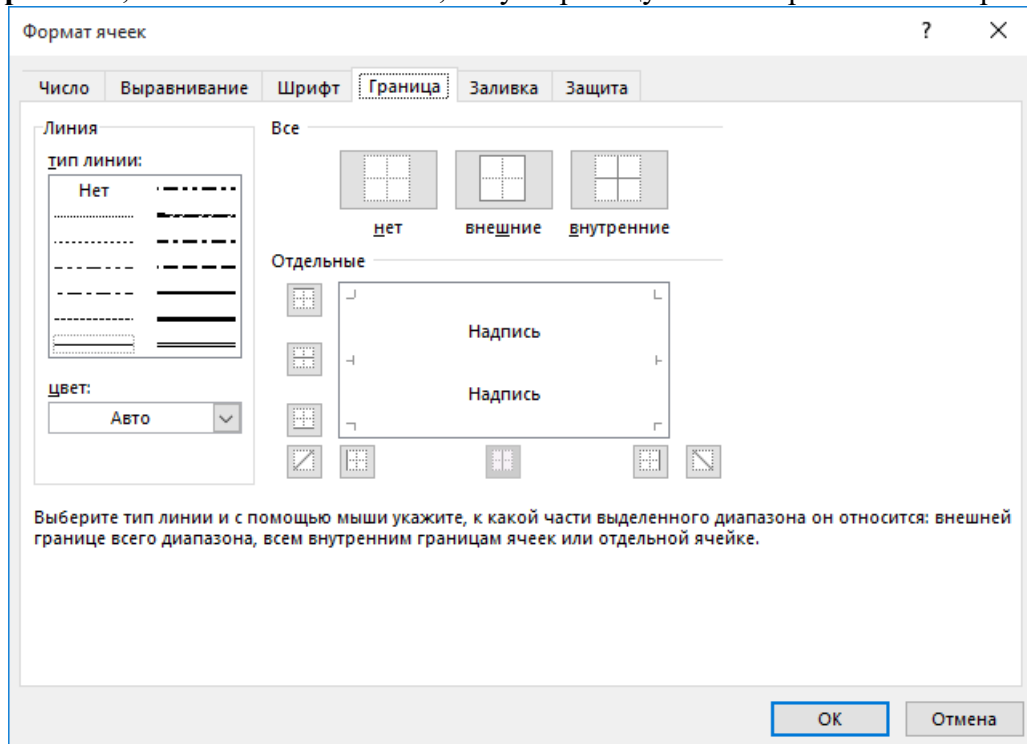 Формат ячеек ?
Число Выравнивание Шрифт Граница Заливка Защита
Линия
тип линии:
Нет
цвет:
Авто
Все
нет внешние внутренние
Отдельные
Надпись
Надпись
Выберите тип линии и с помощью мыши укажите, к какой части выделенного диапазона он относится: внешней
границе всего диапазона, всем внутренним границам ячеек или отдельной ячейке.
ОК Отмена